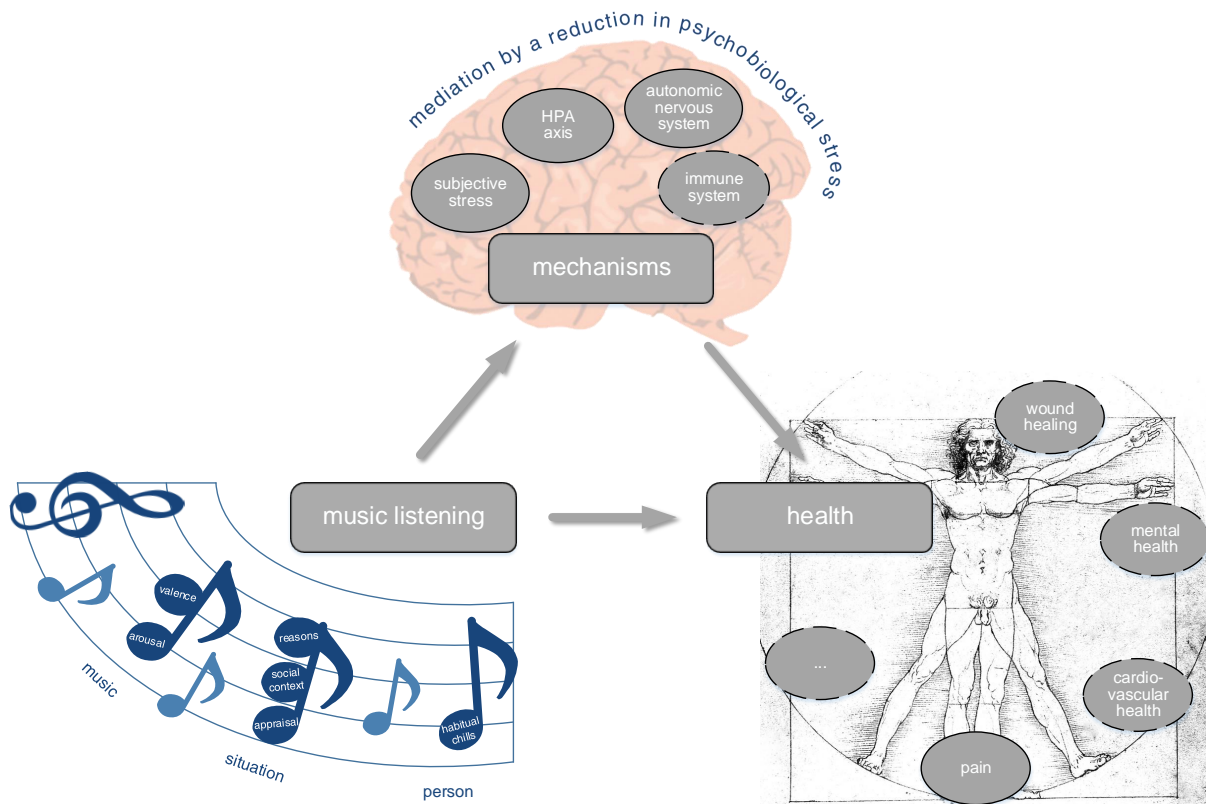 mediation by a reduction in psychobiological stress
autonomic
nervous
system
HPA
axis
immune
system
subjective
stress
mechanisms
wound
healing
music listening
health
mental
health
valence
arousal
reasons
social
context
appraisal
habitual
chills
...
cardio-
vascular
health
music
situation
person
pain